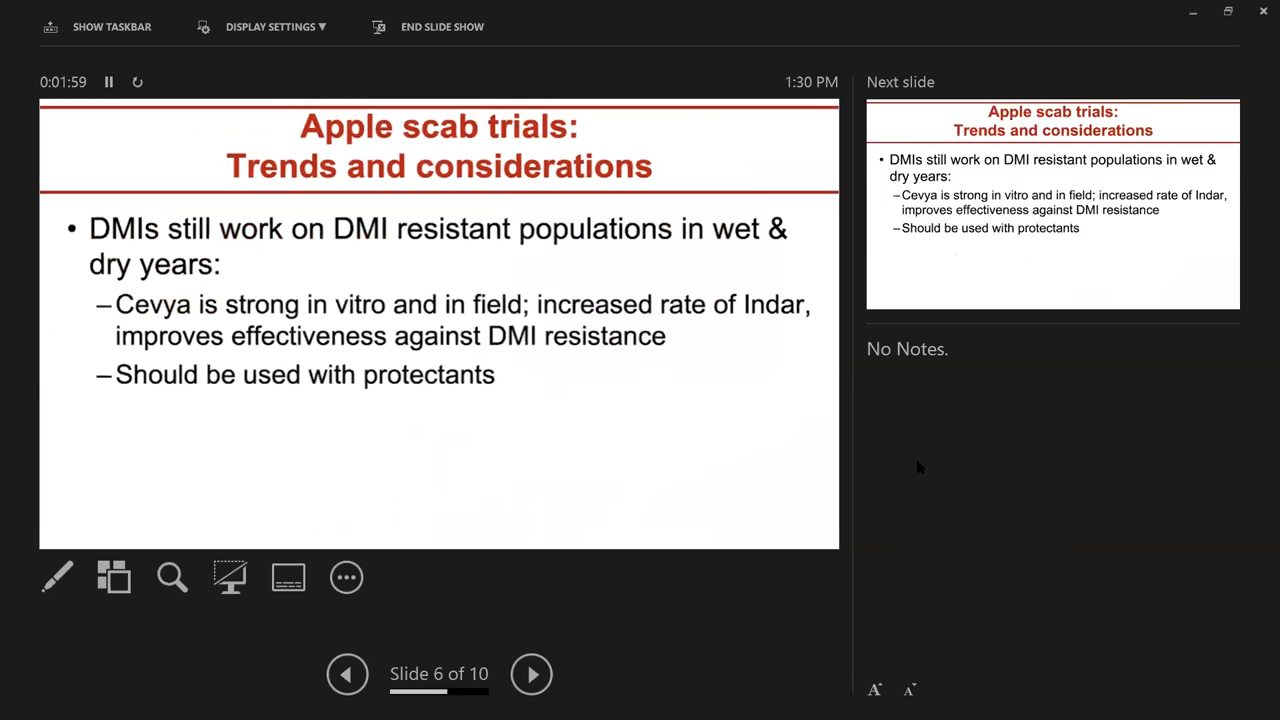 SHOW TASKBAR
DISPLAY SETTINGS ▼
END SLIDE SHOW
0:01:59
1:30 PM
Apple scab trials:
Trends and considerations
• DMIs still work on DMI resistant populations in wet &
dry years:
–Cevya is strong in vitro and in field; increased rate of Indar,
improves effectiveness against DMI resistance
–Should be used with protectants
Slide 6 of 10
Next slide
Apple scab trials:
Trends and considerations
• DMIs still work on DMI resistant populations in wet &
dry years:
–Cevya is strong in vitro and in field; increased rate of Indar,
improves effectiveness against DMI resistance
–Should be used with protectants
No Notes.
A A